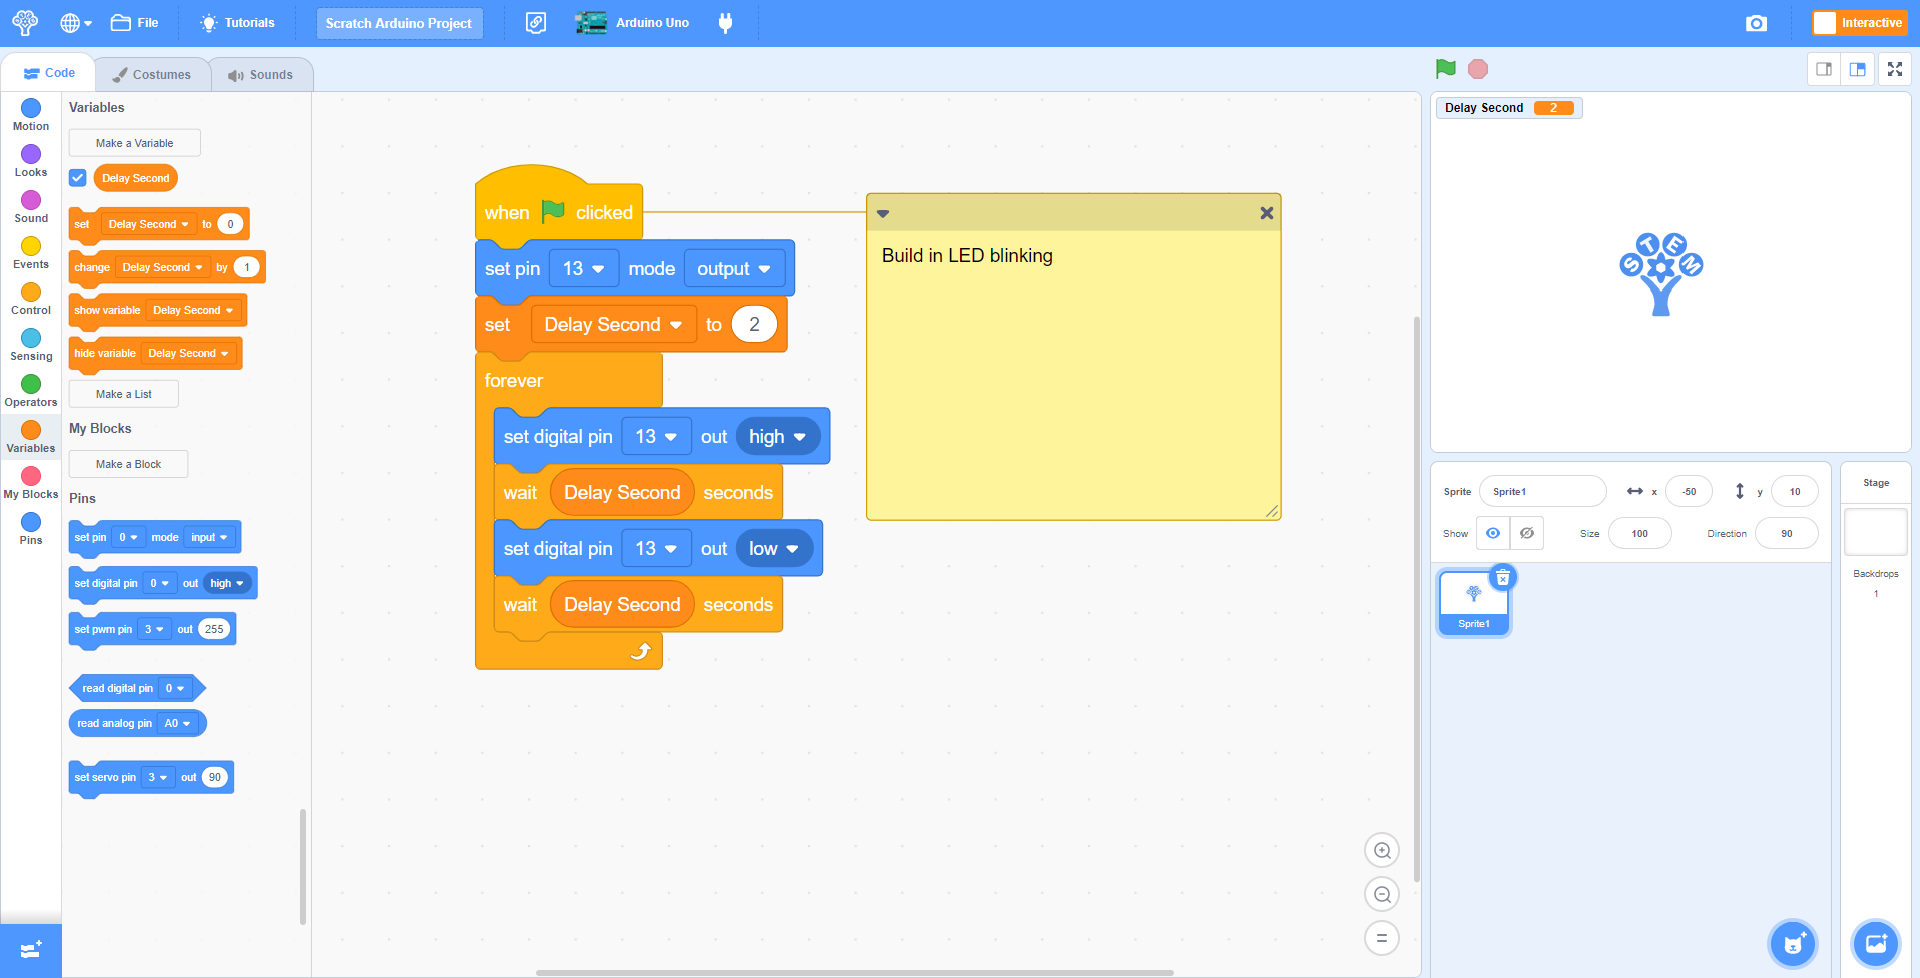 File
Tutorials
Scratch Arduino Project
Arduino Uno
Interactive
Code
Costumes
Sounds
Motion
Looks
Sound
Events
Control
Sensing
Operators
Variables
My Blocks
Pins
Variables
Make a Variable
Delay Second
set Delay Second to 0
change Delay Second by 1
show variable Delay Second
hide variable Delay Second
Make a List
My Blocks
Make a Block
Pins
set pin 0 mode input
set digital pin 0 out high
set pwm pin 3 out 255
read digital pin 0
read analog pin A0
set servo pin 3 out 90
when clicked
set pin 13 mode output
set Delay Second to 2
forever
set digital pin 13 out high
wait Delay Second seconds
set digital pin 13 out low
wait Delay Second seconds
Build in LED blinking
Delay Second 2
STEM
Sprite Sprite1 x -50 y 10
Show Size 100 Direction 90
Sprite1
Stage
Backdrops
1